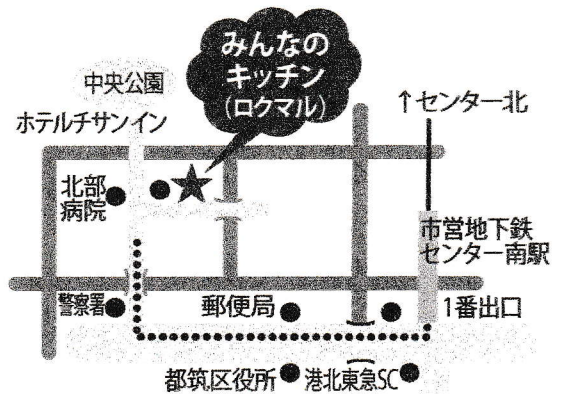 みんなの
キッチン
(ロクマル)
中央公園
ホテルチサンイン
↑センター北
北部
病院
市営地下鉄
センター南駅
警察署
郵便局
1番出口
都筑区役所
港北東急SC